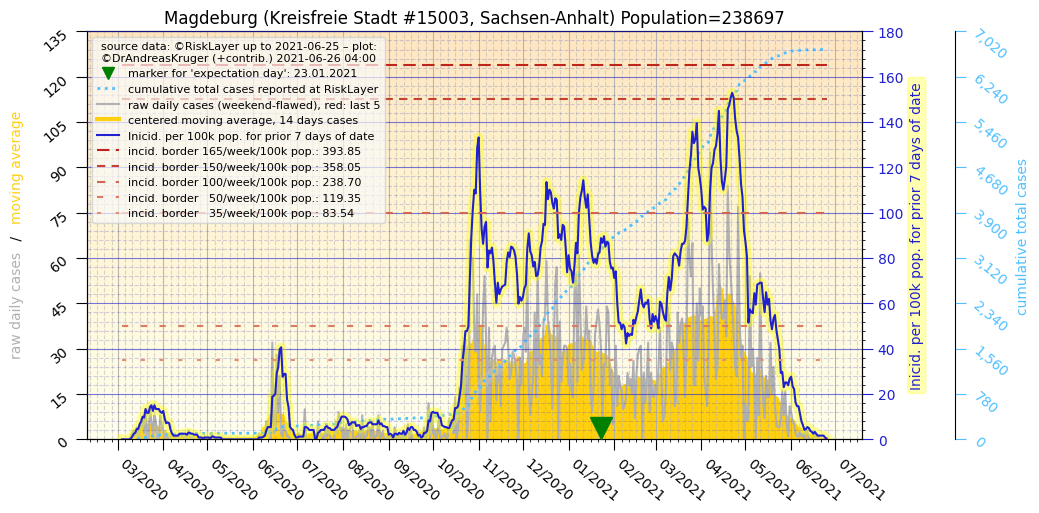 Magdeburg (Kreisfreie Stadt #15003, Sachsen-Anhalt) Population=238697
source data: ©RiskLayer up to 2021-06-25 – plot:
©DrAndreasKruger (+contrib.) 2021-06-26 04:00
marker for 'expectation day': 23.01.2021
cumulative total cases reported at RiskLayer
raw daily cases (weekend-flawed), red: last 5
centered moving average, 14 days cases
Inicid. per 100k pop. for prior 7 days of date
incid. border 165/week/100k pop.: 393.85
incid. border 150/week/100k pop.: 358.05
incid. border 100/week/100k pop.: 238.70
incid. border 50/week/100k pop.: 119.35
incid. border 35/week/100k pop.: 83.54
raw daily cases / moving average
135
120
105
90
75
60
45
30
15
0
03/2020
04/2020
05/2020
06/2020
07/2020
08/2020
09/2020
10/2020
11/2020
12/2020
01/2021
02/2021
03/2021
04/2021
05/2021
06/2021
07/2021
180
160
140
120
100
80
60
40
20
0
Inicid. per 100k pop. for prior 7 days of date
7,020
6,240
5,460
4,680
3,900
3,120
2,340
1,560
780
0
cumulative total cases